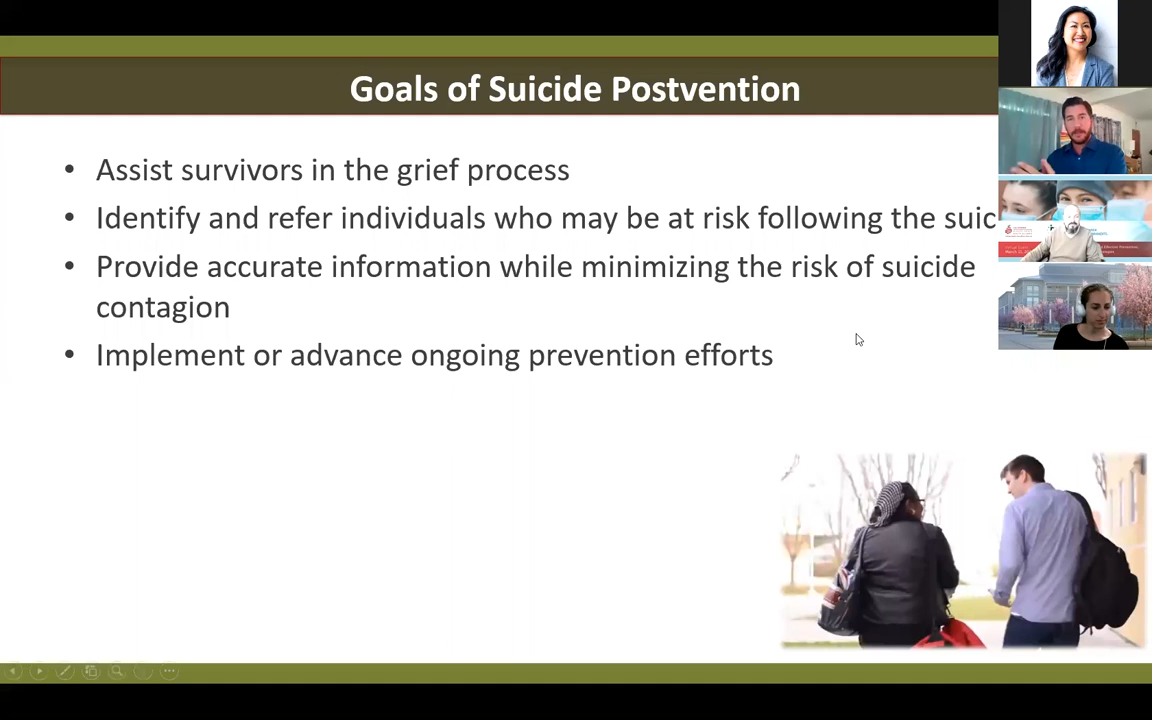 Goals of Suicide Postvention
• Assist survivors in the grief process
• Identify and refer individuals who may be at risk following the suic
• Provide accurate information while minimizing the risk of suicide
contagion
• Implement or advance ongoing prevention efforts